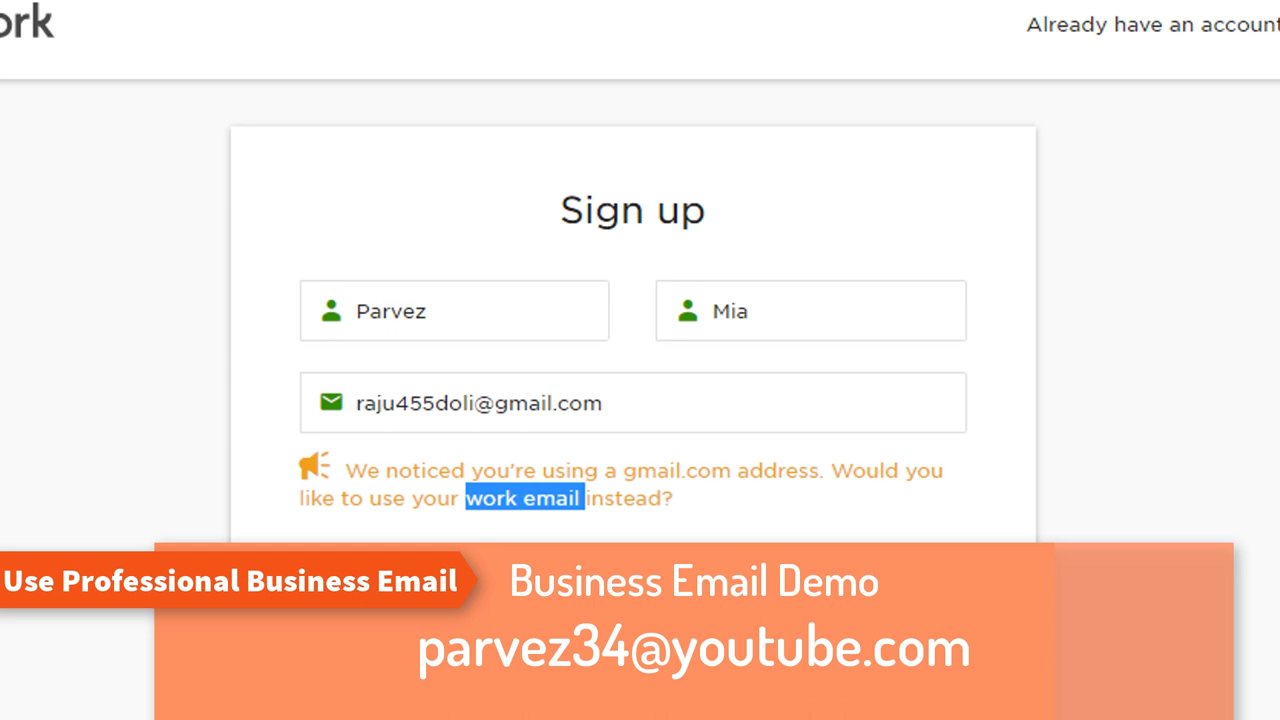 ork
Already have an account
Sign up
Parvez
Mia
raju455doli@gmail.com
We noticed you're using a gmail.com address. Would you
like to use your work email instead?
Use Professional Business Email
Business Email Demo
parvez34@youtube.com